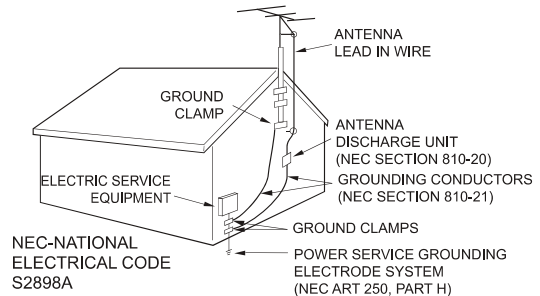 ANTENNA
LEAD IN WIRE
GROUND
CLAMP
ANTENNA
DISCHARGE UNIT
(NEC SECTION 810-20)
ELECTRIC SERVICE
EQUIPMENT
GROUNDING CONDUCTORS
(NEC SECTION 810-21)
GROUND CLAMPS
NEC-NATIONAL
ELECTRICAL CODE
S2898A
POWER SERVICE GROUNDING
ELECTRODE SYSTEM
(NEC ART 250, PART H)